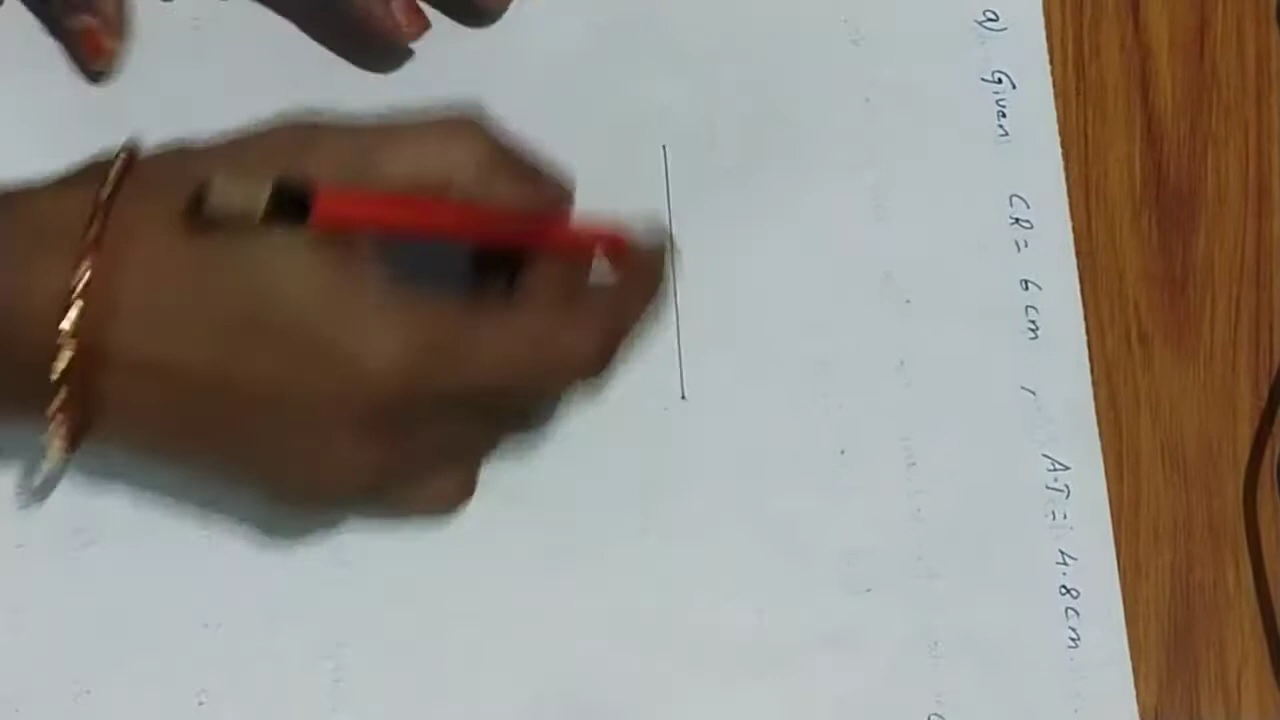 a) Given CR = 6 cm , AT = 4.8 cm.